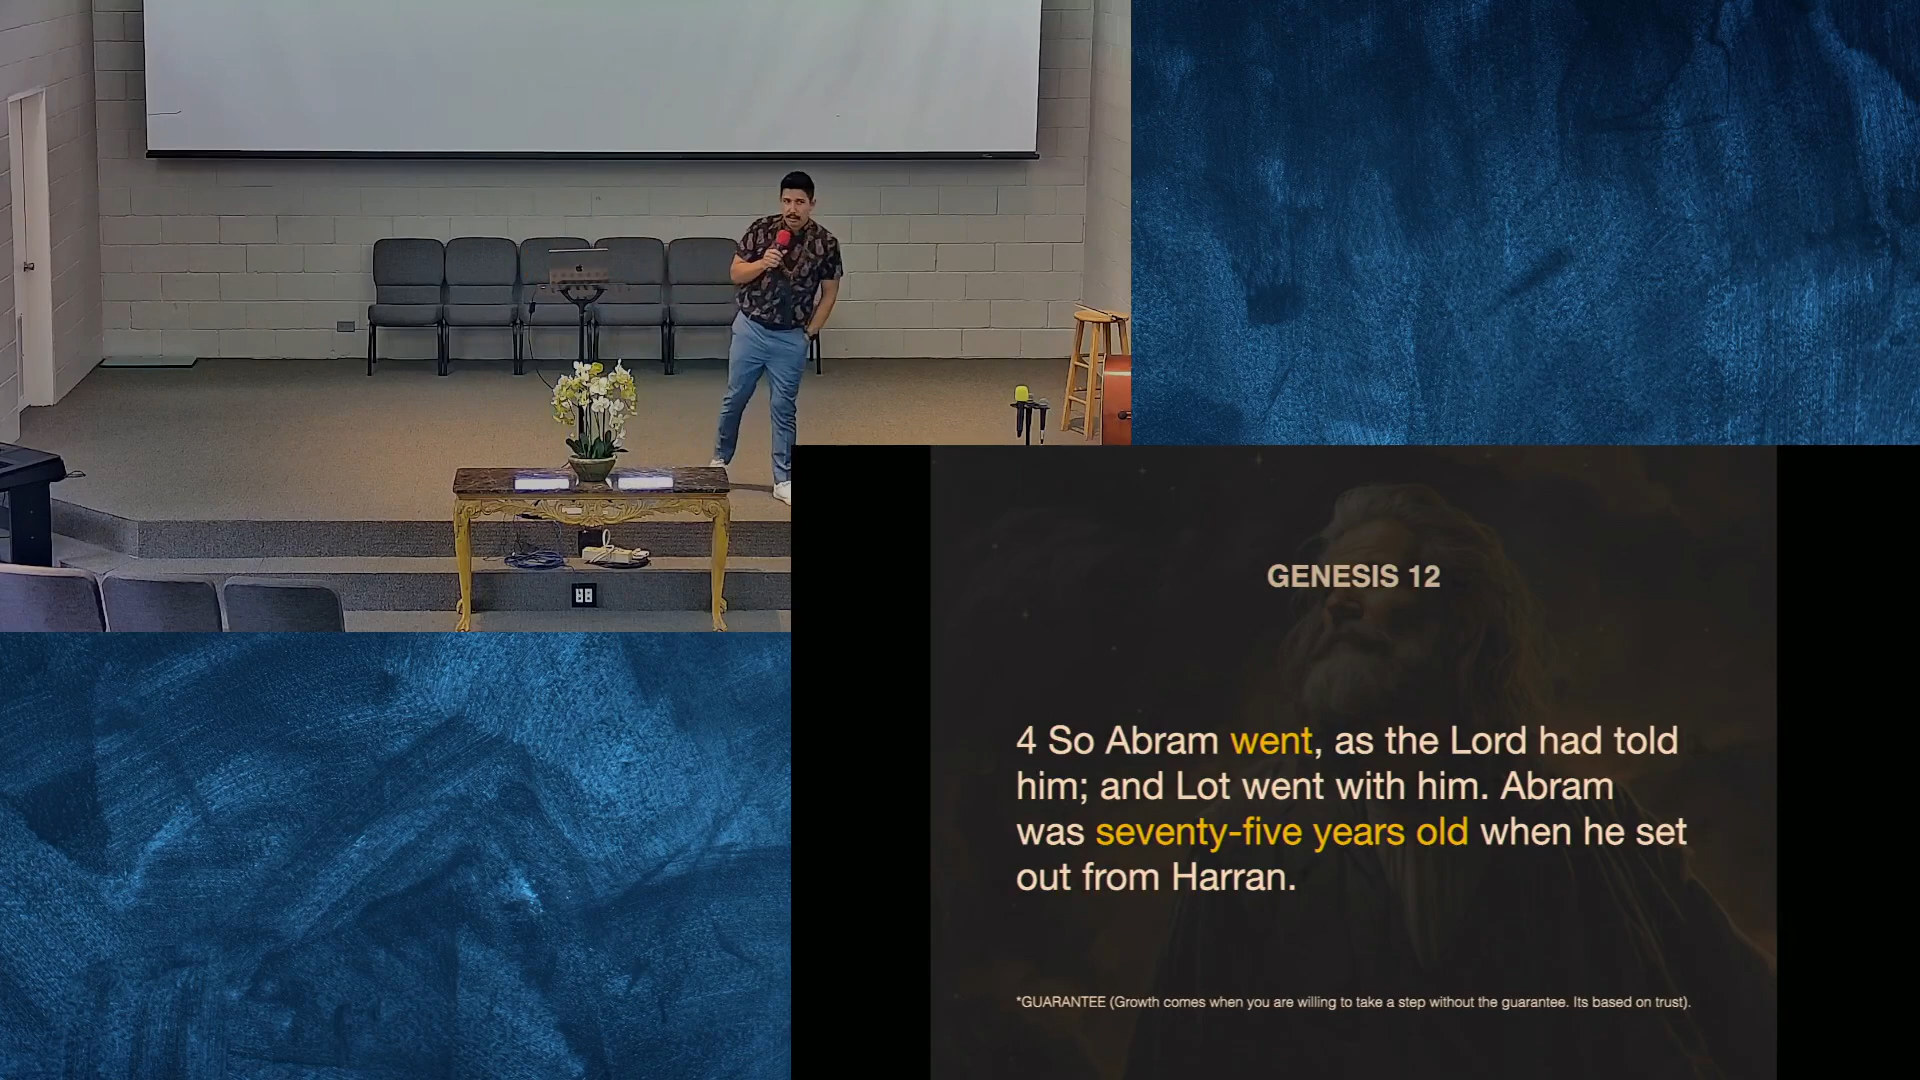 GENESIS 12
4 So Abram went, as the Lord had told
him; and Lot went with him. Abram
was seventy-five years old when he set
out from Harran.
*GUARANTEE (Growth comes when you are willing to take a step without the guarantee. Its based on trust).